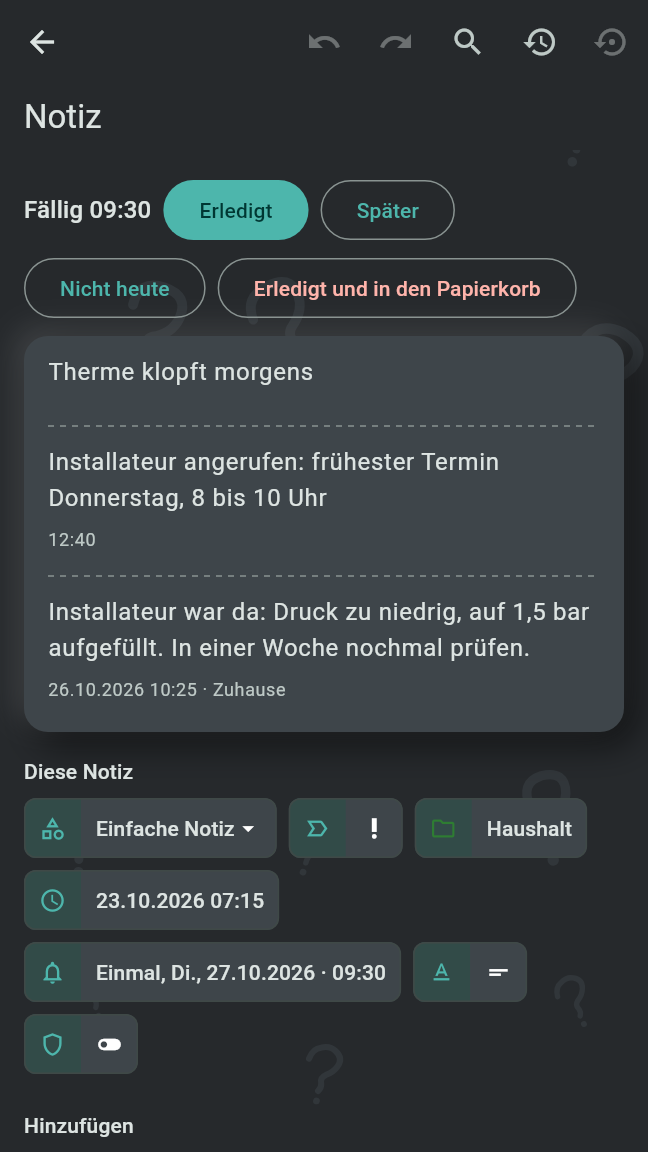 Notiz
Fällig 09:30 Erledigt Später
Nicht heute Erledigt und in den Papierkorb
Therme klopft morgens
Installateur angerufen: frühester Termin
Donnerstag, 8 bis 10 Uhr
12:40
Installateur war da: Druck zu niedrig, auf 1,5 bar
aufgefüllt. In einer Woche nochmal prüfen.
26.10.2026 10:25 · Zuhause
Diese Notiz
Einfache Notiz ! Haushalt
23.10.2026 07:15
Einmal, Di., 27.10.2026 · 09:30
Hinzufügen